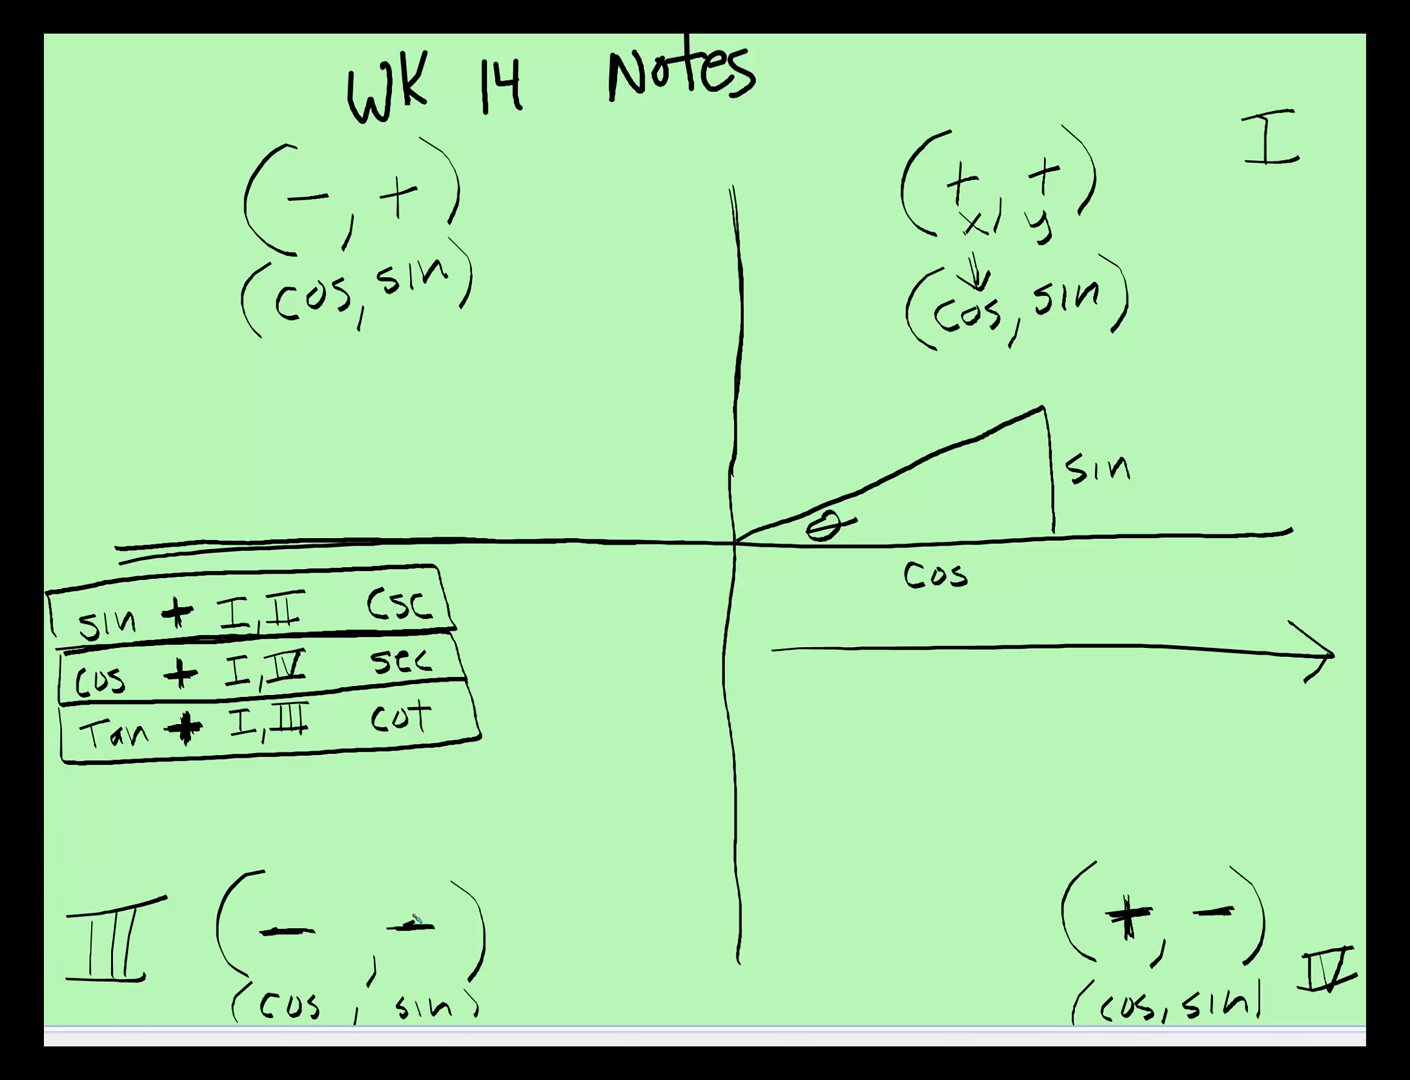 WK 14 Notes
(-, +)
(cos, sin)
(+, +)
x, y
(cos, sin)
I
sin
θ
cos
sin + I, II csc
cos + I, IV sec
Tan + I, III cot
III
(-, -)
(cos, sin)
(+, -)
(cos, sin)
IV